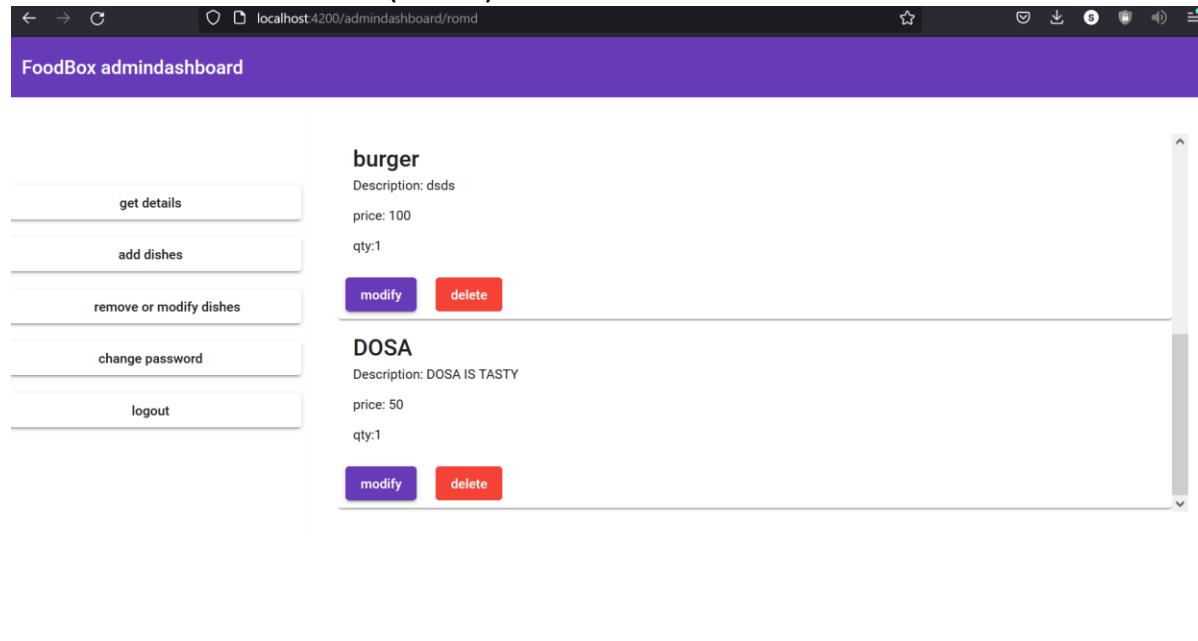 localhost:4200/admindashboard/romd
S
FoodBox admindashboard
get details
add dishes
remove or modify dishes
change password
logout
burger
Description: dsds
price: 100
qty:1
modify delete
DOSA
Description: DOSA IS TASTY
price: 50
qty:1
modify delete